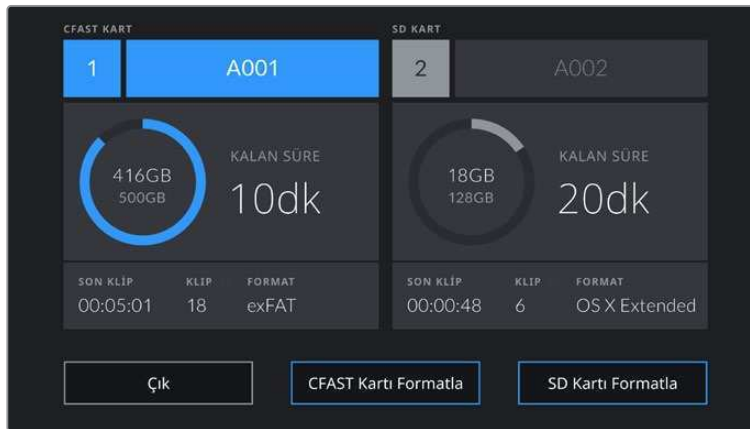 CFAST KART
1 A001
416GB
500GB
KALAN SÜRE
10dk
SON KLİP KLIP FORMAT
00:05:01 18 exFAT
SD KART
2 A002
18GB
128GB
KALAN SÜRE
20dk
SON KLİP KLIP FORMAT
00:00:48 6 OS X Extended
Çık
CFAST Kartı Formatla
SD Kartı Formatla